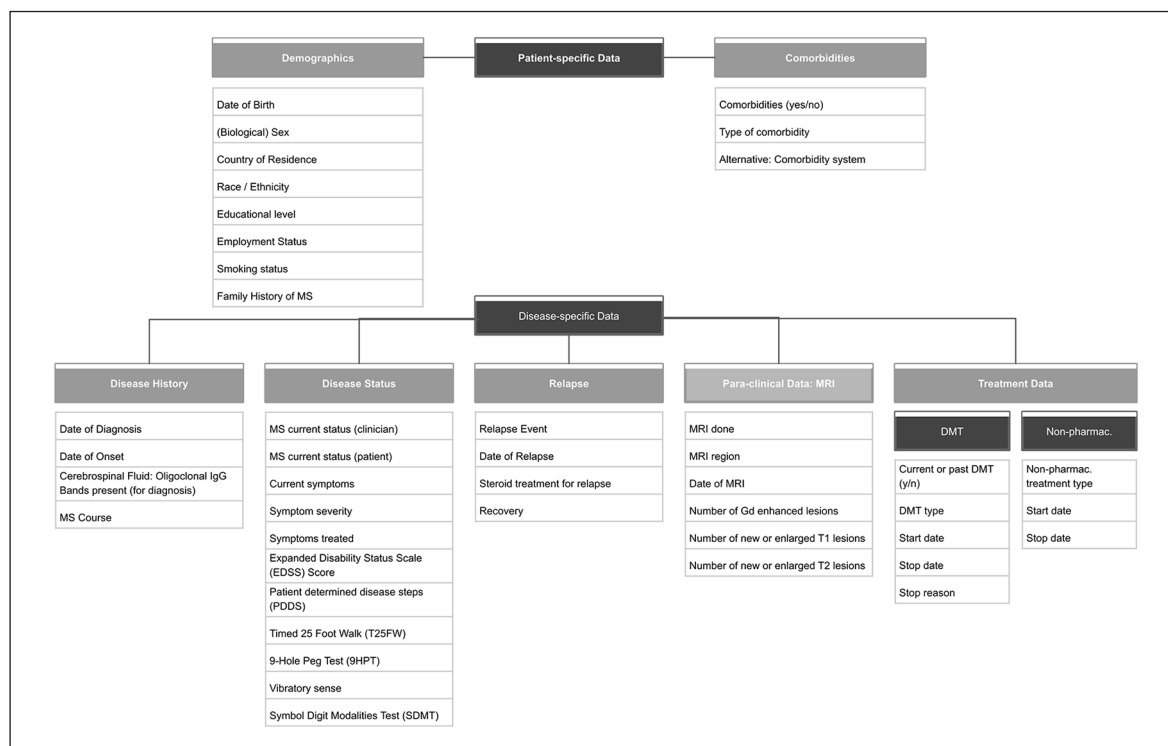 Demographics
Patient-specific Data
Comorbidities
Date of Birth
(Biological) Sex
Country of Residence
Race / Ethnicity
Educational level
Employment Status
Smoking status
Family History of MS
Comorbidities (yes/no)
Type of comorbidity
Alternative: Comorbidity system
Disease-specific Data
Disease History
Date of Diagnosis
Date of Onset
Cerebrospinal Fluid: Oligoclonal IgG
Bands present (for diagnosis)
MS Course
Disease Status
MS current status (clinician)
MS current status (patient)
Current symptoms
Symptom severity
Symptoms treated
Expanded Disability Status Scale
(EDSS) Score
Patient determined disease steps
(PDDS)
Timed 25 Foot Walk (T25FW)
9-Hole Peg Test (9HPT)
Vibratory sense
Symbol Digit Modalities Test (SDMT)
Relapse
Relapse Event
Date of Relapse
Steroid treatment for relapse
Recovery
Para-clinical Data: MRI
MRI done
MRI region
Date of MRI
Number of Gd enhanced lesions
Number of new or enlarged T1 lesions
Number of new or enlarged T2 lesions
Treatment Data
DMT
Current or past DMT
(y/n)
DMT type
Start date
Stop date
Stop reason
Non-pharmac.
Non-pharmac.
treatment type
Start date
Stop date